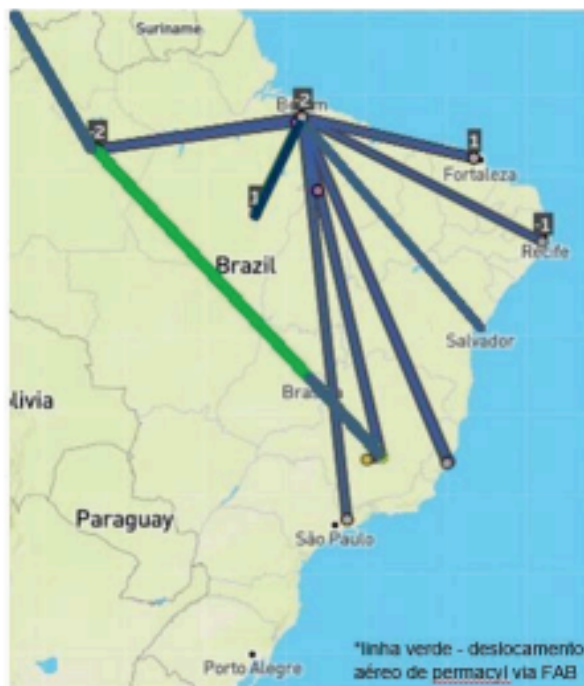 Suriname
-2
Belém
-2
1
Fortaleza
1
-1
Recife
Brazil
Salvador
Brasília
olivia
Paraguay
São Paulo
Porto Alegre
*linha verde - deslocamento
aéreo de permacyl via FAB